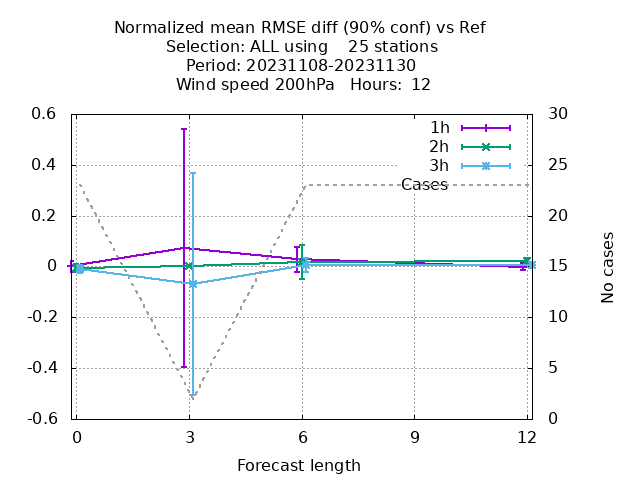 Normalized mean RMSE diff (90% conf) vs Ref
Selection: ALL using    25 stations
Period: 20231108-20231130
Wind speed 200hPa   Hours:  12
0.6
0.4
0.2
0
-0.2
-0.4
-0.6
30
25
20
15
10
5
0
1h
2h
3h
Cases
No cases
0
3
6
9
12
Forecast length